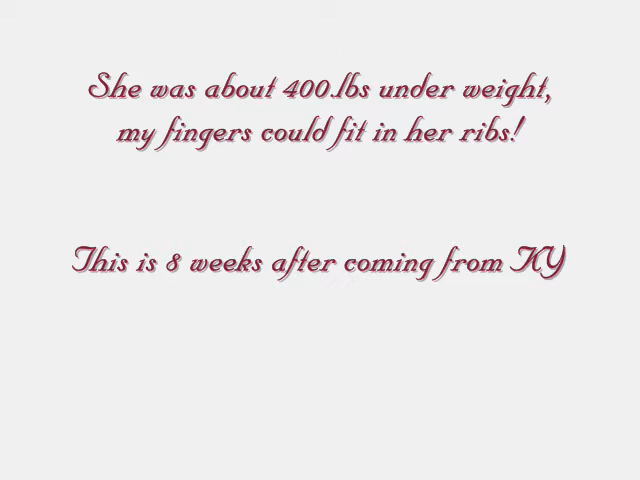 She was about 400.lbs under weight,
my fingers could fit in her ribs!
This is 8 weeks after coming from KY